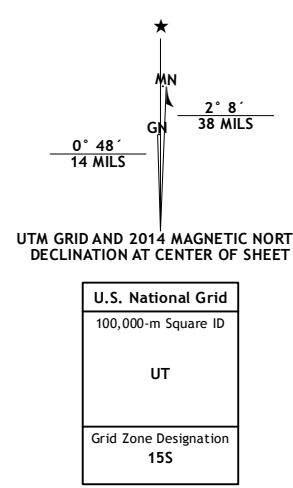 ★
MN
GN
2° 8´
38 MILS
0° 48´
14 MILS
UTM GRID AND 2014 MAGNETIC NORT
DECLINATION AT CENTER OF SHEET
U.S. National Grid
100,000-m Square ID
UT
Grid Zone Designation
15S